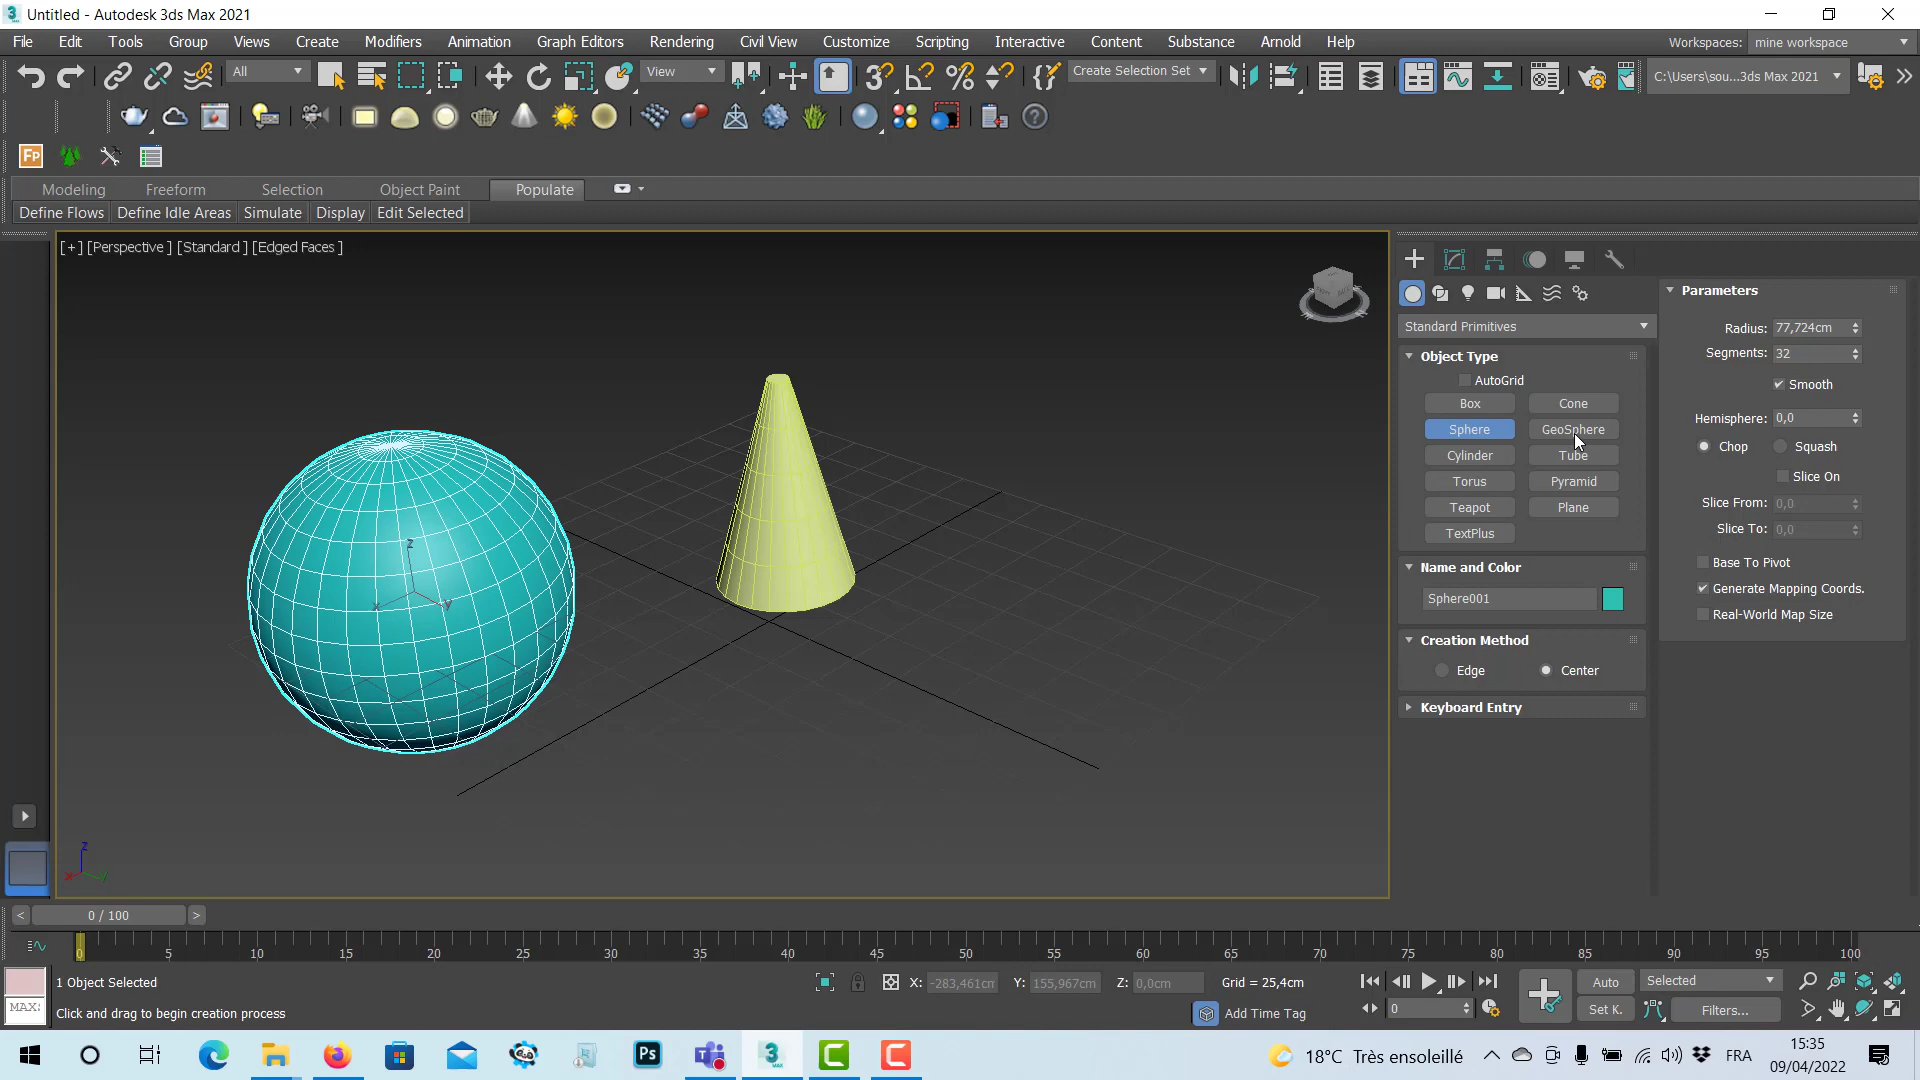 Untitled - Autodesk 3ds Max 2021
File Edit Tools Group Views Create Modifiers Animation Graph Editors Rendering Civil View Customize Scripting Interactive Content Substance Arnold Help Workspaces: mine workspace
All View Create Selection Set C:\Users\sou...3ds Max 2021
Fp
Modeling Freeform Selection Object Paint Populate
Define Flows Define Idle Areas Simulate Display Edit Selected
[+] [Perspective ] [Standard ] [Edged Faces ]
Standard Primitives
Object Type
AutoGrid
Box Cone
Sphere GeoSphere
Cylinder Tube
Torus Pyramid
Teapot Plane
TextPlus
Name and Color
Sphere001
Creation Method
Edge Center
Keyboard Entry
Parameters
Radius: 77,724cm
Segments: 32
Smooth
Hemisphere: 0,0
Chop Squash
Slice On
Slice From: 0,0
Slice To: 0,0
Base To Pivot
Generate Mapping Coords.
Real-World Map Size
z
x y
z
x y
< 0 / 100 >
0 5 10 15 20 25 30 35 40 45 50 55 60 65 70 75 80 85 90 95 100
1 Object Selected X: -283,461cm Y: 155,967cm Z: 0,0cm Grid = 25,4cm Auto Selected
MAX: Click and drag to begin creation process Add Time Tag 0 Set K. Filters...
Ps 3 MAX C C 18°C Très ensoleillé FRA 15:35
09/04/2022